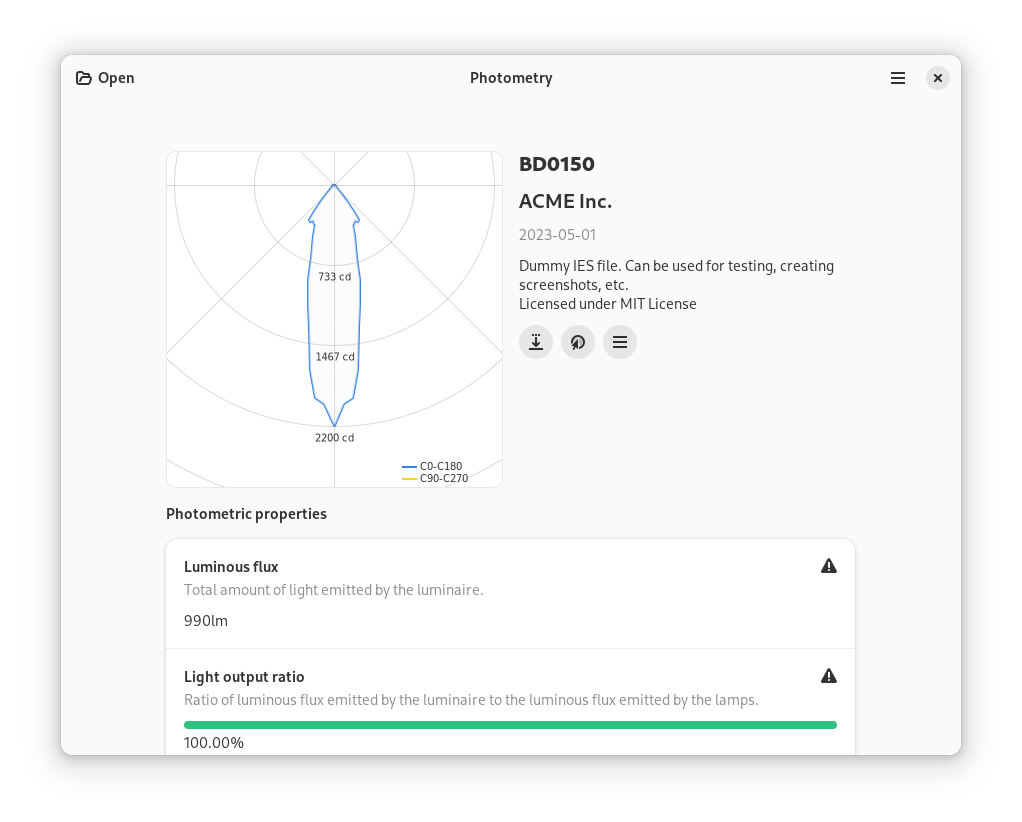 Open
Photometry
733 cd
1467 cd
2200 cd
C0-C180
C90-C270
BD0150
ACME Inc.
2023-05-01
Dummy IES file. Can be used for testing, creating
screenshots, etc.
Licensed under MIT License
Photometric properties
Luminous flux
Total amount of light emitted by the luminaire.
990lm
Light output ratio
Ratio of luminous flux emitted by the luminaire to the luminous flux emitted by the lamps.
100.00%